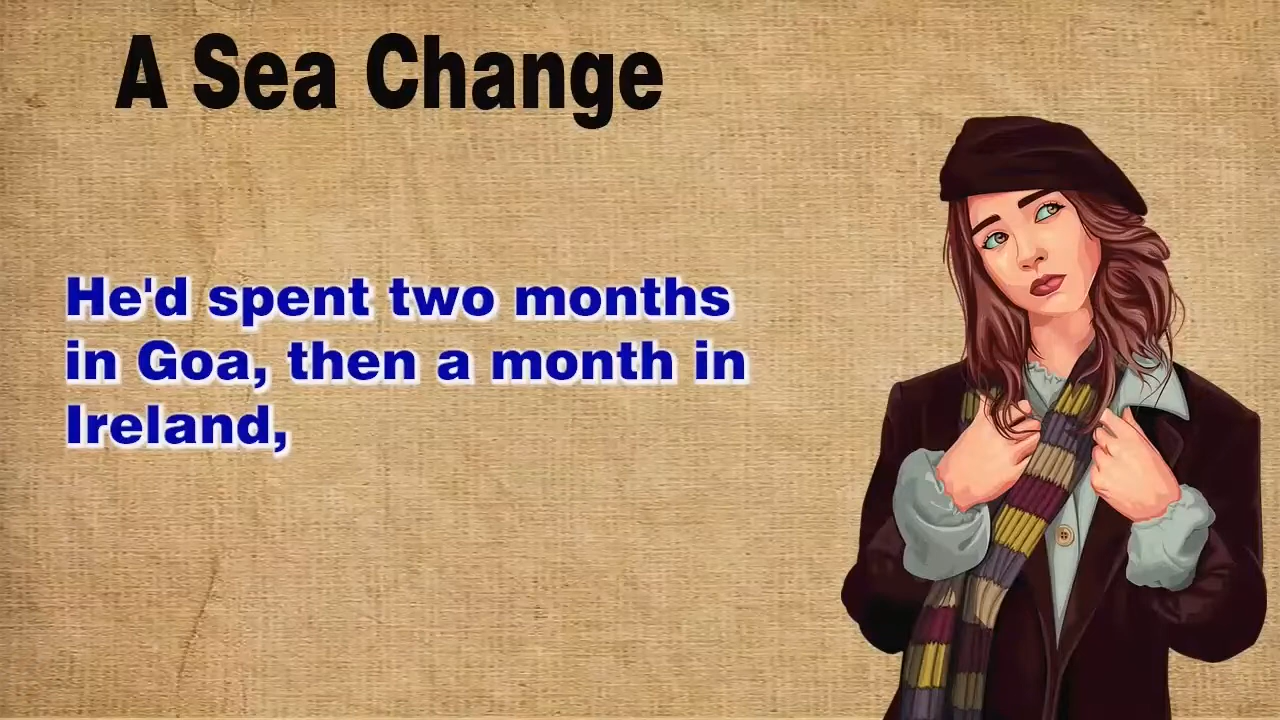 A Sea Change
He'd spent two months
in Goa, then a month in
Ireland,